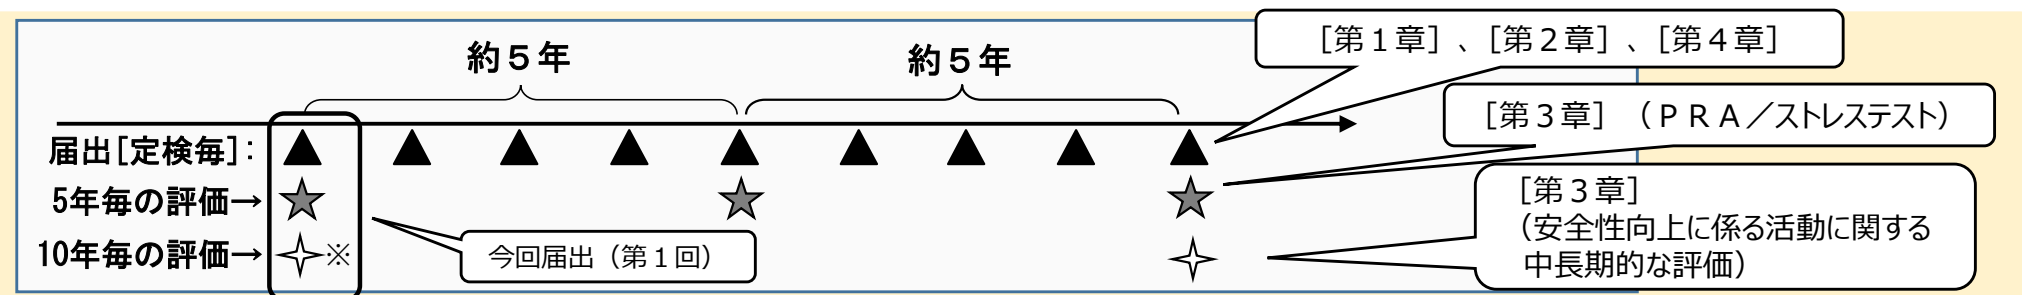 約５年
約５年
［第１章］、［第２章］、［第４章］
［第３章］（ＰＲＡ／ストレステスト）
届出［定検毎］：
5年毎の評価→
10年毎の評価→
※
今回届出（第１回）
［第３章］
（安全性向上に係る活動に関する
中長期的な評価）